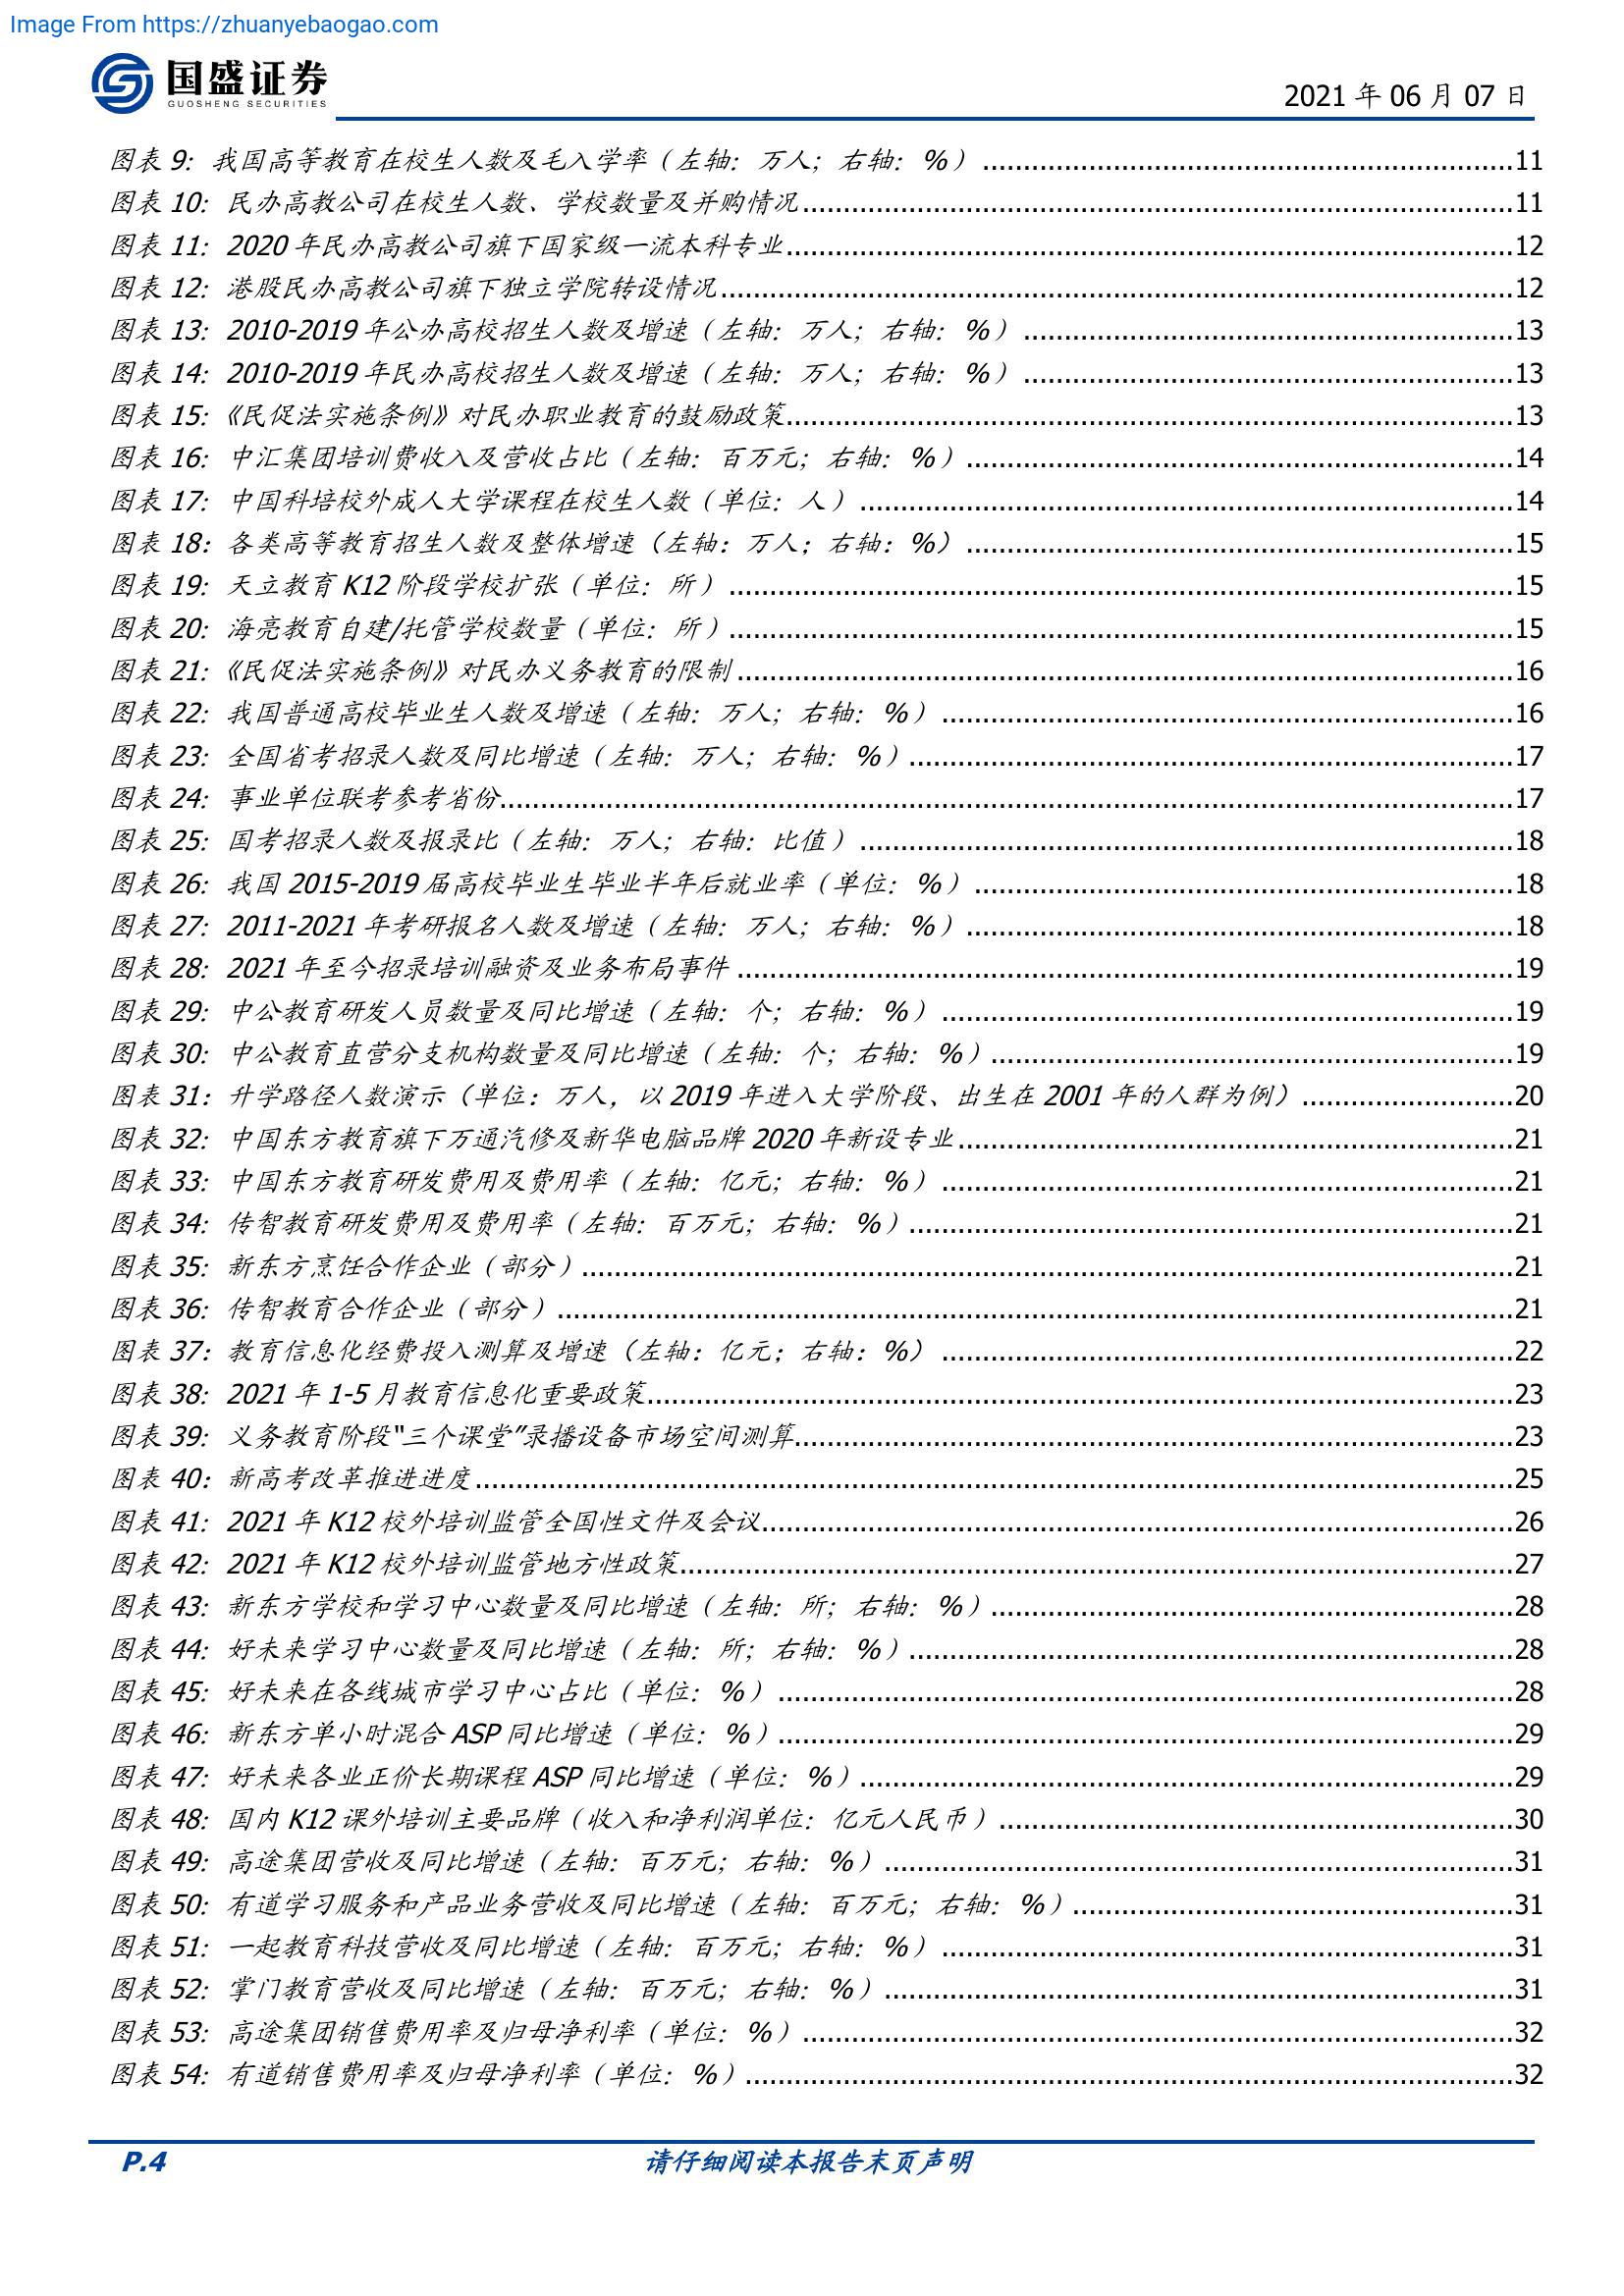 Image From https://zhuanyebaogao.com
国盛证券
GUOSHENG SECURITIES
2021 年 06 月 07 日
图表 9：我国高等教育在校生人数及毛入学率（左轴：万人；右轴：%）......11
图表 10：民办高教公司在校生人数、学校数量及并购情况......11
图表 11：2020 年民办高教公司旗下国家级一流本科专业......12
图表 12：港股民办高教公司旗下独立学院转设情况......12
图表 13：2010-2019 年公办高校招生人数及增速（左轴：万人；右轴：%）......13
图表 14：2010-2019 年民办高校招生人数及增速（左轴：万人；右轴：%）......13
图表 15：《民促法实施条例》对民办职业教育的鼓励政策......13
图表 16：中汇集团培训费收入及营收占比（左轴：百万元；右轴：%）......14
图表 17：中国科培校外成人大学课程在校生人数（单位：人）......14
图表 18：各类高等教育招生人数及整体增速（左轴：万人；右轴：%）......15
图表 19：天立教育 K12 阶段学校扩张（单位：所）......15
图表 20：海亮教育自建/托管学校数量（单位：所）......15
图表 21：《民促法实施条例》对民办义务教育的限制......16
图表 22：我国普通高校毕业生人数及增速（左轴：万人；右轴：%）......16
图表 23：全国省考招录人数及同比增速（左轴：万人；右轴：%）......17
图表 24：事业单位联考参考省份......17
图表 25：国考招录人数及报录比（左轴：万人；右轴：比值）......18
图表 26：我国 2015-2019 届高校毕业生毕业半年后就业率（单位：%）......18
图表 27：2011-2021 年考研报名人数及增速（左轴：万人；右轴：%）......18
图表 28：2021 年至今招录培训融资及业务布局事件......19
图表 29：中公教育研发人员数量及同比增速（左轴：个；右轴：%）......19
图表 30：中公教育直营分支机构数量及同比增速（左轴：个；右轴：%）......19
图表 31：升学路径人数演示（单位：万人，以 2019 年进入大学阶段、出生在 2001 年的人群为例）......20
图表 32：中国东方教育旗下万通汽修及新华电脑品牌 2020 年新设专业......21
图表 33：中国东方教育研发费用及费用率（左轴：亿元；右轴：%）......21
图表 34：传智教育研发费用及费用率（左轴：百万元；右轴：%）......21
图表 35：新东方烹饪合作企业（部分）......21
图表 36：传智教育合作企业（部分）......21
图表 37：教育信息化经费投入测算及增速（左轴：亿元；右轴：%）......22
图表 38：2021 年 1-5 月教育信息化重要政策......23
图表 39：义务教育阶段"三个课堂"录播设备市场空间测算......23
图表 40：新高考改革推进进度......25
图表 41：2021 年 K12 校外培训监管全国性文件及会议......26
图表 42：2021 年 K12 校外培训监管地方性政策......27
图表 43：新东方学校和学习中心数量及同比增速（左轴：所；右轴：%）......28
图表 44：好未来学习中心数量及同比增速（左轴：所；右轴：%）......28
图表 45：好未来在各线城市学习中心占比（单位：%）......28
图表 46：新东方单小时混合 ASP 同比增速（单位：%）......29
图表 47：好未来各业正价长期课程 ASP 同比增速（单位：%）......29
图表 48：国内 K12 课外培训主要品牌（收入和净利润单位：亿元人民币）......30
图表 49：高途集团营收及同比增速（左轴：百万元；右轴：%）......31
图表 50：有道学习服务和产品业务营收及同比增速（左轴：百万元；右轴：%）......31
图表 51：一起教育科技营收及同比增速（左轴：百万元；右轴：%）......31
图表 52：掌门教育营收及同比增速（左轴：百万元；右轴：%）......31
图表 53：高途集团销售费用率及归母净利率（单位：%）......32
图表 54：有道销售费用率及归母净利率（单位：%）......32
P.4
请仔细阅读本报告末页声明